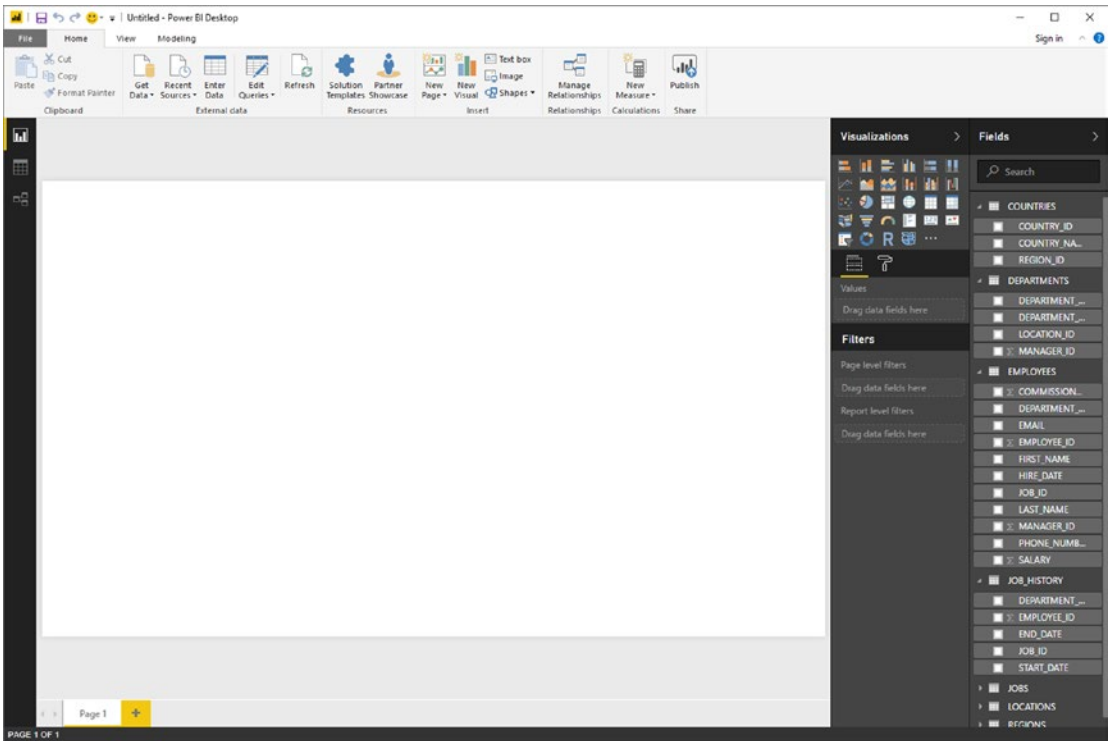 Untitled - Power BI Desktop
File Home View Modeling Sign in
Paste
Cut
Copy
Format Painter
Clipboard
Get Data
Recent Sources
Enter Data
Edit Queries
Refresh
External data
Solution Templates
Partner Showcase
Resources
New Page
New Visual
Text box
Image
Shapes
Insert
Manage Relationships
Relationships
New Measure
Calculations
Publish
Share
Visualizations
R
Values
Drag data fields here
Filters
Page level filters
Drag data fields here
Report level filters
Drag data fields here
Fields
Search
COUNTRIES
COUNTRY_ID
COUNTRY_NA...
REGION_ID
DEPARTMENTS
DEPARTMENT_...
DEPARTMENT_...
LOCATION_ID
Σ MANAGER_ID
EMPLOYEES
Σ COMMISSION...
DEPARTMENT_...
EMAIL
Σ EMPLOYEE_ID
FIRST_NAME
HIRE_DATE
JOB_ID
LAST_NAME
Σ MANAGER_ID
PHONE_NUMB...
Σ SALARY
JOB_HISTORY
DEPARTMENT_...
Σ EMPLOYEE_ID
END_DATE
JOB_ID
START_DATE
JOBS
LOCATIONS
REGIONS
Page 1
PAGE 1 OF 1